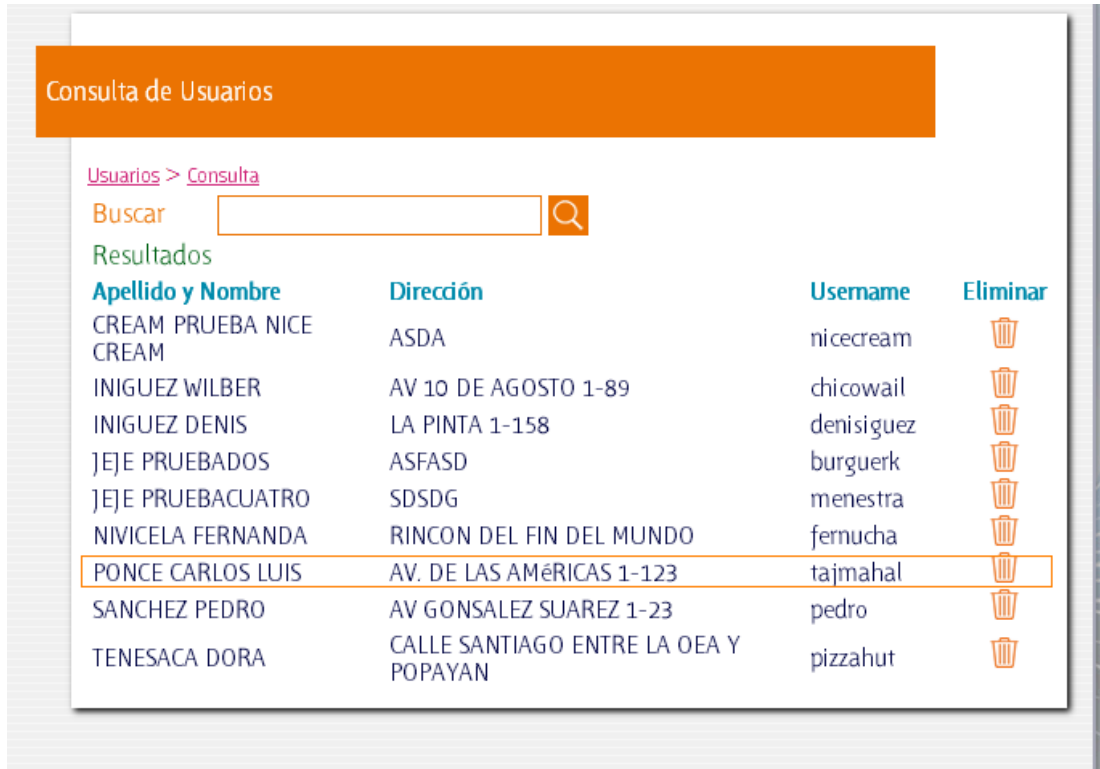 Consulta de Usuarios
Usuarios > Consulta
Buscar
Resultados
Apellido y Nombre Dirección Username Eliminar
CREAM PRUEBA NICE
CREAM ASDA nicecream
INIGUEZ WILBER AV 10 DE AGOSTO 1-89 chicowail
INIGUEZ DENIS LA PINTA 1-158 denisiguez
JEJE PRUEBADOS ASFASD burguerk
JEJE PRUEBACUATRO SDSDG menestra
NIVICELA FERNANDA RINCON DEL FIN DEL MUNDO fernucha
PONCE CARLOS LUIS AV. DE LAS AMéRICAS 1-123 tajmahal
SANCHEZ PEDRO AV GONSALEZ SUAREZ 1-23 pedro
TENESACA DORA CALLE SANTIAGO ENTRE LA OEA Y
POPAYAN pizzahut